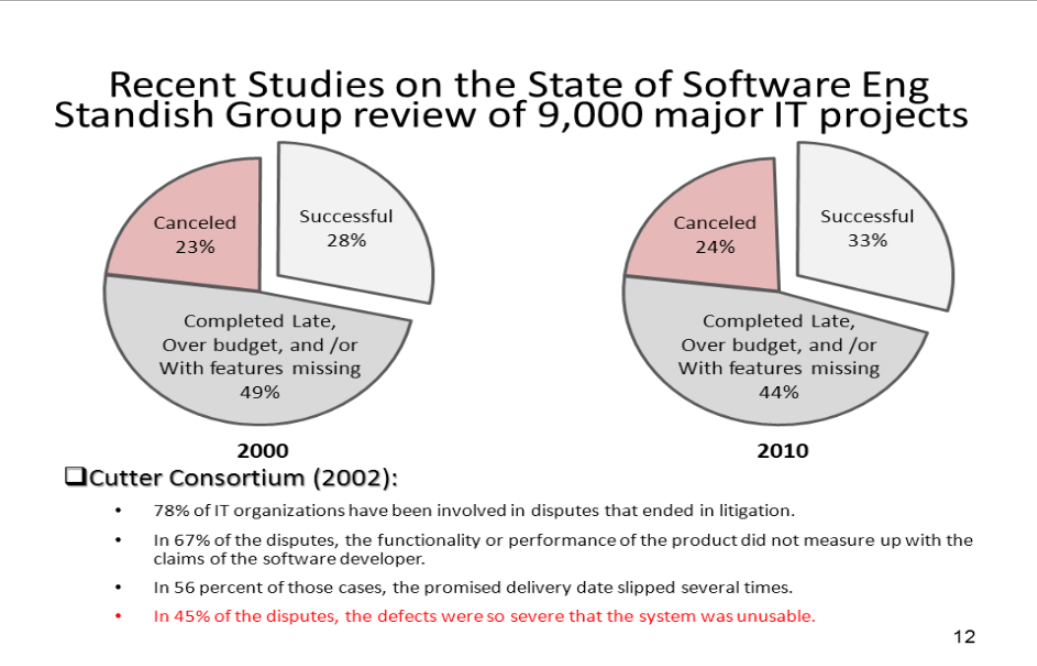 Recent Studies on the State of Software Eng
Standish Group review of 9,000 major IT projects
Canceled
23%
Successful
28%
Completed Late,
Over budget, and /or
With features missing
49%
2000
Canceled
24%
Successful
33%
Completed Late,
Over budget, and /or
With features missing
44%
2010
❑Cutter Consortium (2002):
• 78% of IT organizations have been involved in disputes that ended in litigation.
• In 67% of the disputes, the functionality or performance of the product did not measure up with the
claims of the software developer.
• In 56 percent of those cases, the promised delivery date slipped several times.
• In 45% of the disputes, the defects were so severe that the system was unusable.
12